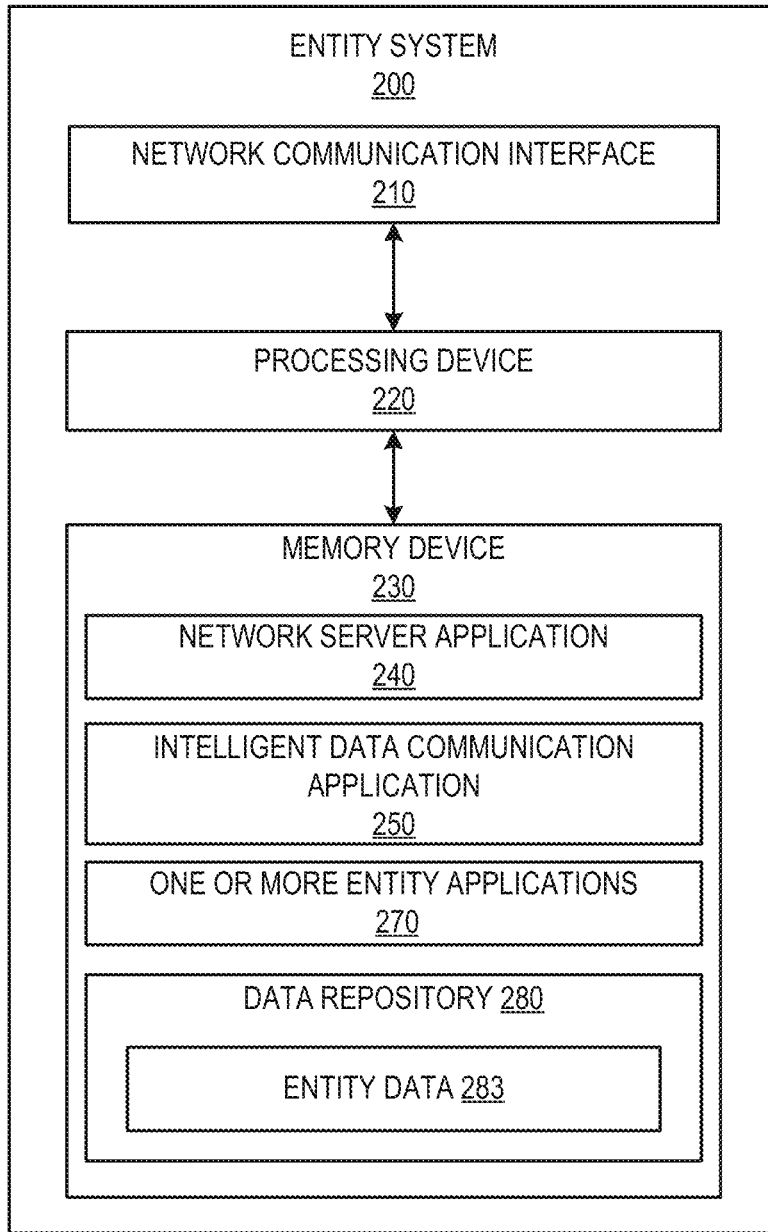 ENTITY SYSTEM
200
NETWORK COMMUNICATION INTERFACE
210
PROCESSING DEVICE
220
MEMORY DEVICE
230
NETWORK SERVER APPLICATION
240
INTELLIGENT DATA COMMUNICATION
APPLICATION
250
ONE OR MORE ENTITY APPLICATIONS
270
DATA REPOSITORY 280
ENTITY DATA 283